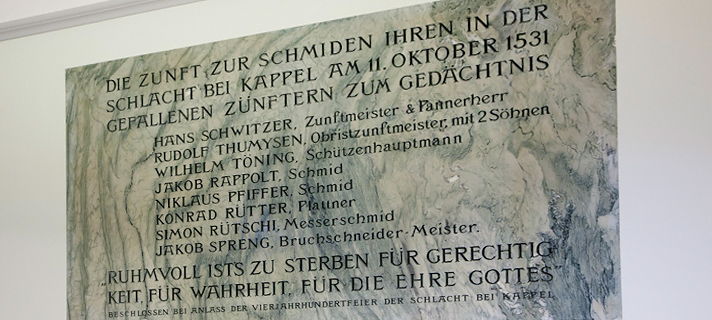 DIE ZUNFT ZUR SCHMIDEN IHREN IN DER
SCHLACHT BEI KAPPEL AM 11. OKTOBER 1531
GEFALLENEN ZÜNFTERN ZUM GEDÄCHTNIS
HANS SCHWITZER, Zunftmeister & Pannerherr
RUDOLF THUMYSEN, Obristzunftmeister, mit 2 Söhnen
WILHELM TÖNING, Schützenhauptmann
JAKOB RAPPOLT, Schmid
NIKLAUS PFIFFER, Schmid
KONRAD RÜTTER, Plattner
SIMON RÜTSCHI, Messerschmid
JAKOB SPRENG, Bruchschneider-Meister.
„RUHMVOLL ISTS ZU STERBEN FÜR GERECHTIG-
KEIT, FÜR WAHRHEIT, FÜR DIE EHRE GOTTES“
BESCHLOSSEN BEI ANLASS DER VIERJAHRHUNDERTFEIER DER SCHLACHT BEI KAPPEL